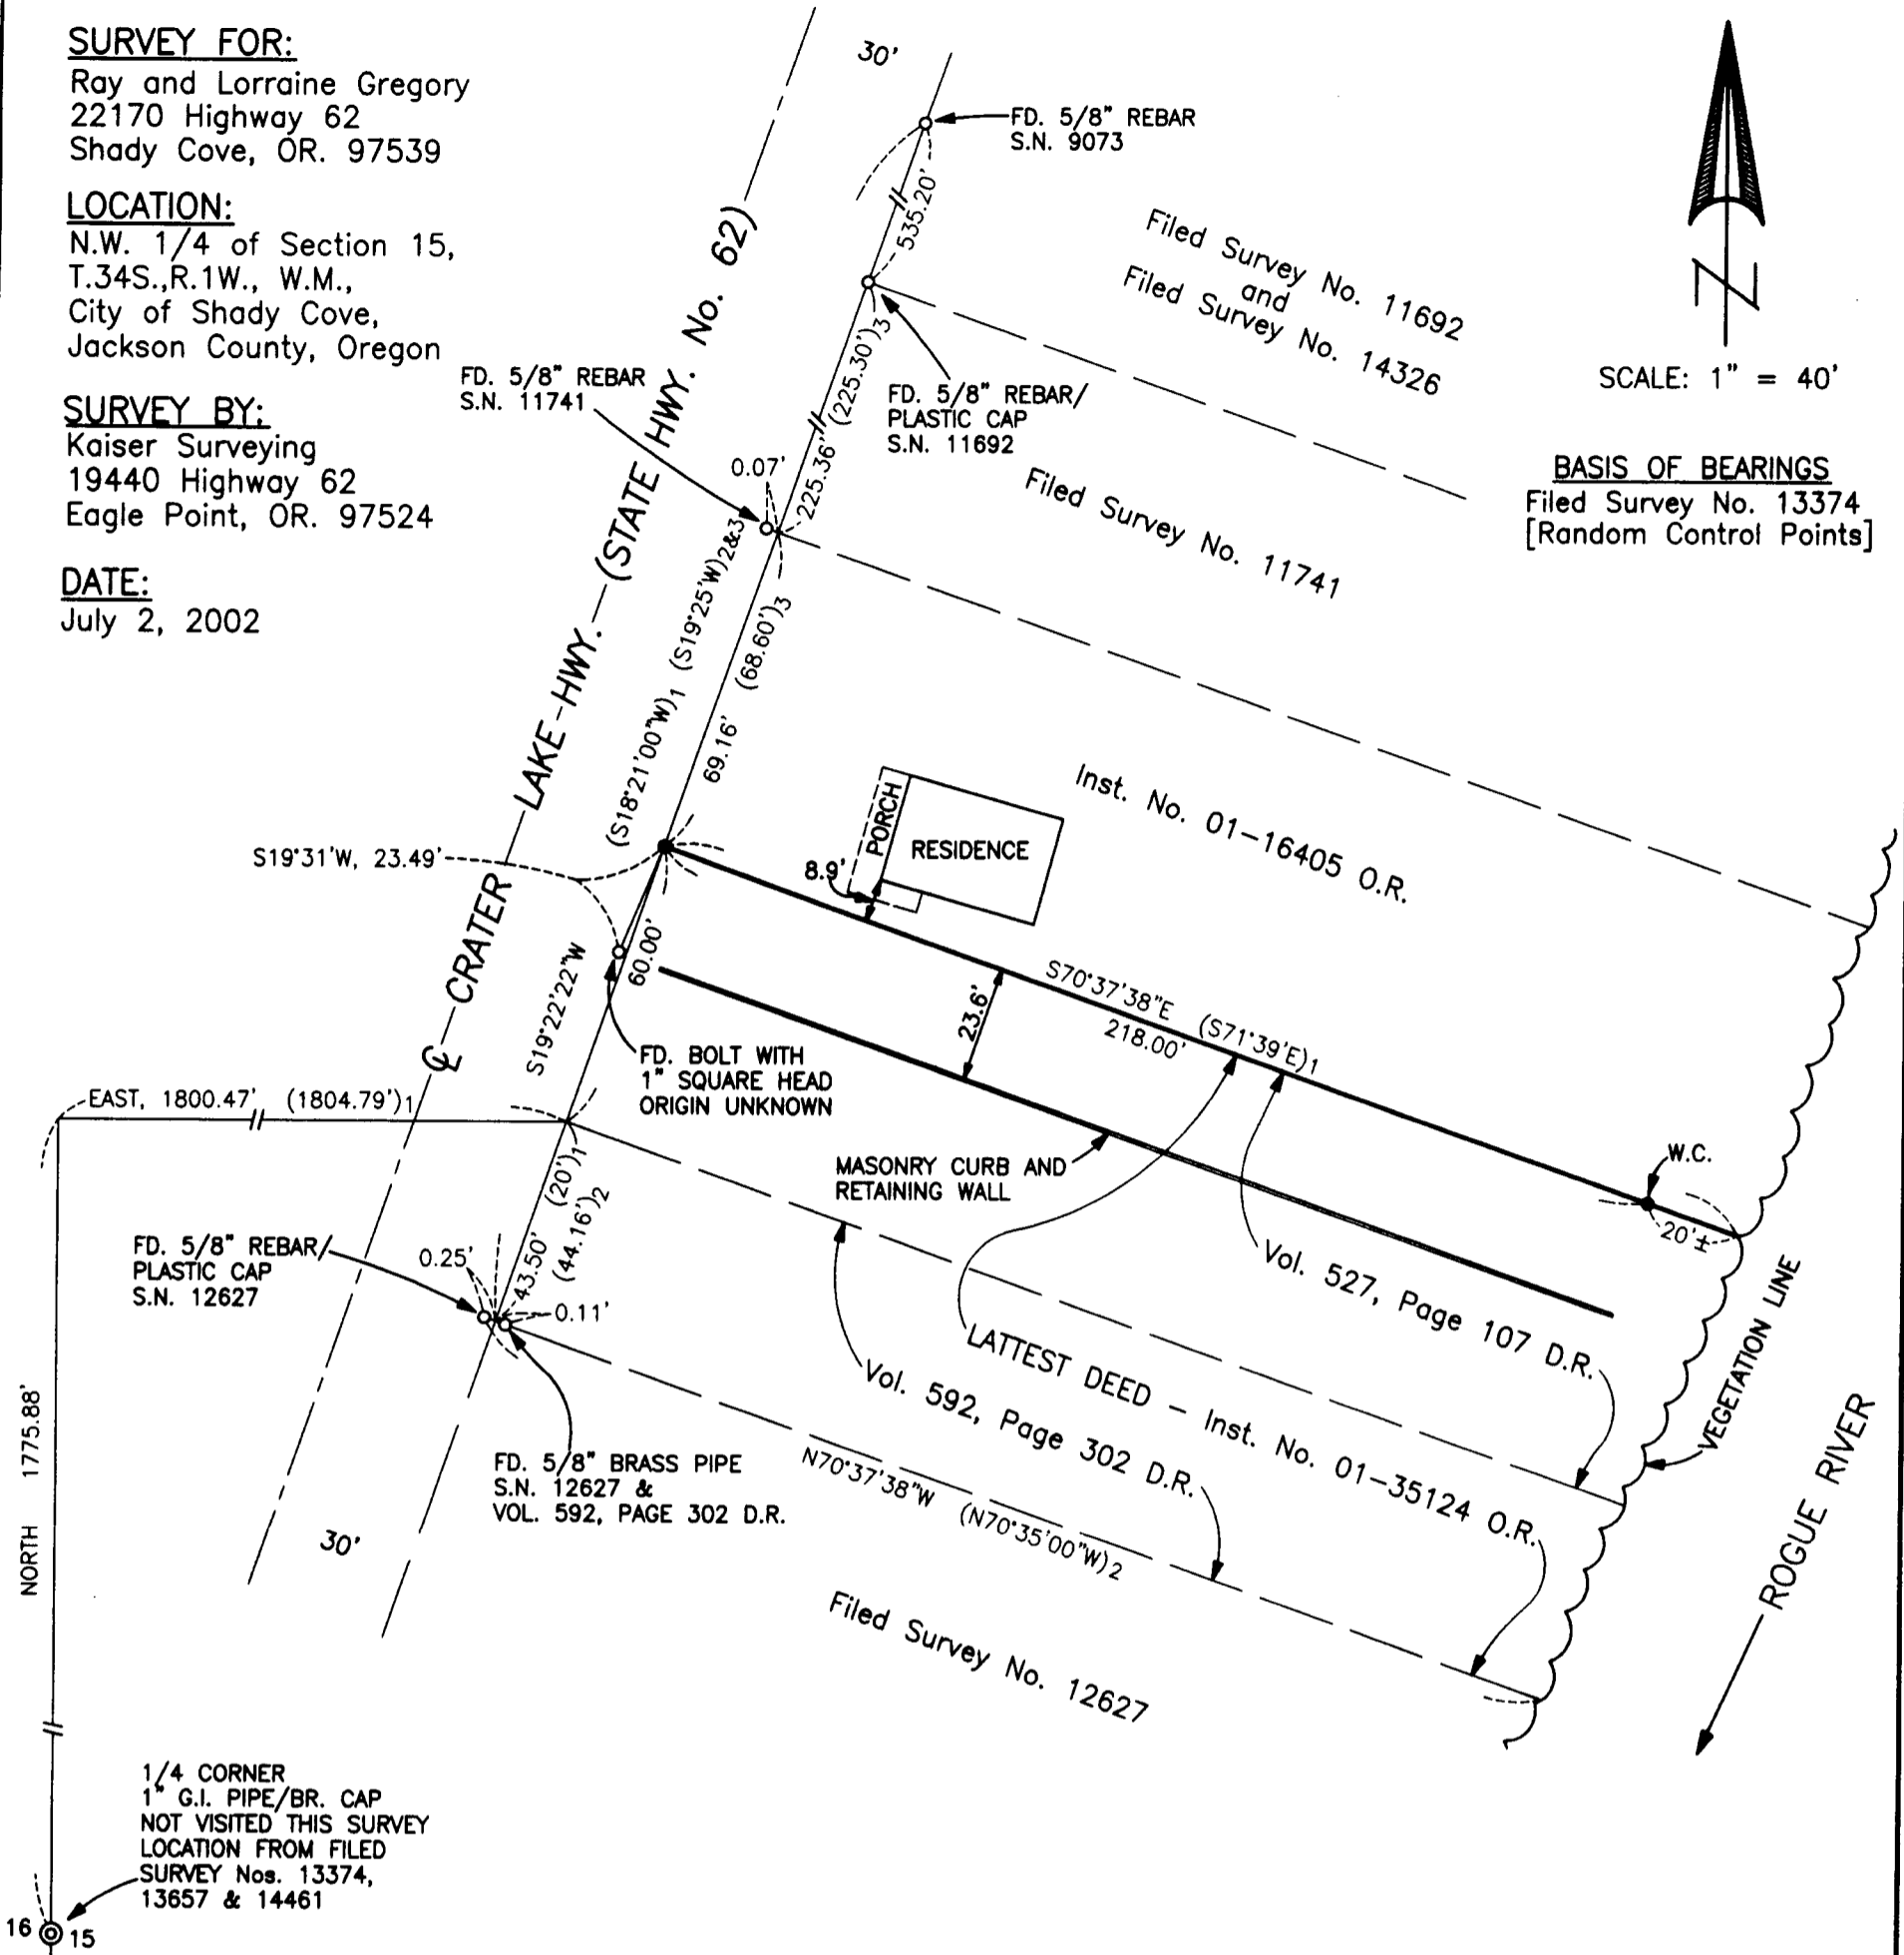 SURVEY FOR:
Ray and Lorraine Gregory
22170 Highway 62
Shady Cove, OR. 97539
LOCATION:
N.W. 1/4 of Section 15,
T.34S.,R.1W., W.M.,
City of Shady Cove,
Jackson County, Oregon
SURVEY BY:
Kaiser Surveying
19440 Highway 62
Eagle Point, OR. 97524
DATE:
July 2, 2002
30'
FD. 5/8" REBAR
S.N. 9073
535.20'
Filed Survey No. 11692
and
Filed Survey No. 14326
N
SCALE: 1" = 40'
BASIS OF BEARINGS
Filed Survey No. 13374
[Random Control Points]
FD. 5/8" REBAR
S.N. 11741
FD. 5/8" REBAR/
PLASTIC CAP
S.N. 11692
225.36' (225.30')3
0.07'
Filed Survey No. 11741
℄ CRATER LAKE HWY. (STATE HWY. No. 62)
(S18°21'00"W)1 (S19°25'W)2&3
69.16' (68.60')3
Inst. No. 01-16405 O.R.
PORCH
RESIDENCE
8.9'
S19°31'W, 23.49'
S19°22'22"W
60.00'
23.6'
S70°37'38"E (S71°39'E)1
218.00'
FD. BOLT WITH
1" SQUARE HEAD
ORIGIN UNKNOWN
EAST, 1800.47' (1804.79')1
MASONRY CURB AND
RETAINING WALL
W.C.
20'±
43.50' (20')1
(44.16')2
FD. 5/8" REBAR/
PLASTIC CAP
S.N. 12627
0.25'
0.11'
Vol. 527, Page 107 D.R.
LATTEST DEED - Inst. No. 01-35124 O.R.
Vol. 592, Page 302 D.R.
VEGETATION LINE
ROGUE RIVER
N70°37'38"W (N70°35'00"W)2
FD. 5/8" BRASS PIPE
S.N. 12627 &
VOL. 592, PAGE 302 D.R.
30'
NORTH 1775.88'
Filed Survey No. 12627
1/4 CORNER
1" G.I. PIPE/BR. CAP
NOT VISITED THIS SURVEY
LOCATION FROM FILED
SURVEY Nos. 13374,
13657 & 14461
16 15